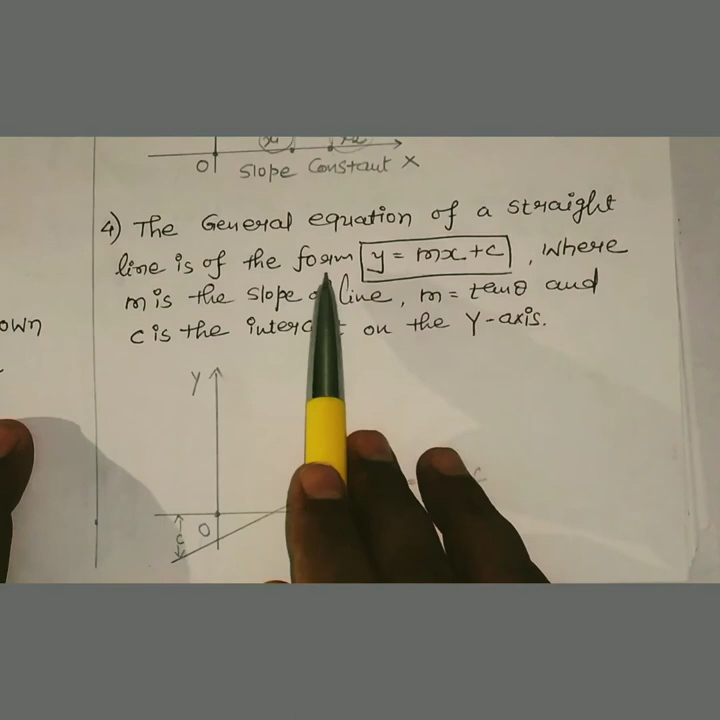 O
Slope Constant X
4) The General equation of a straight
line is of the form y = mx + c, where
m is the slope line, m = tanθ and
c is the on the Y-axis.
own
Y
O
C